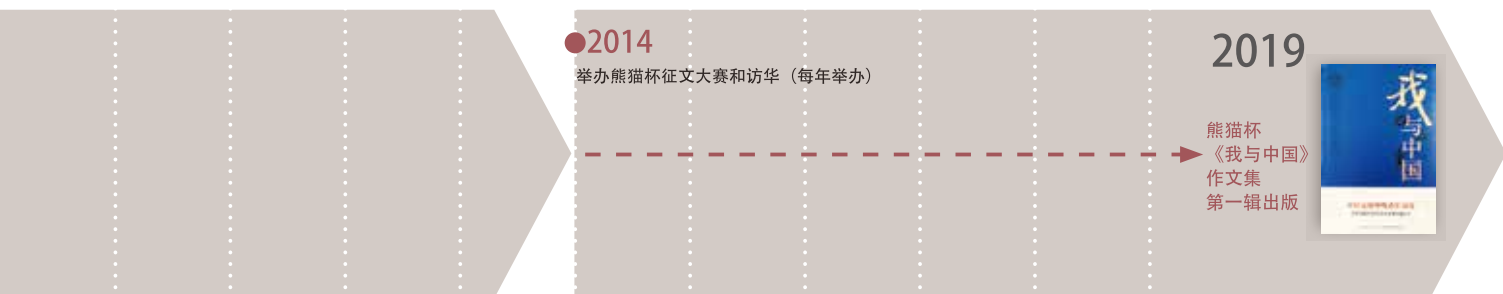 2014
举办熊猫杯征文大赛和访华（每年举办）
2019
熊猫杯
《我与中国》
作文集
第一辑出版
我
与
中
国